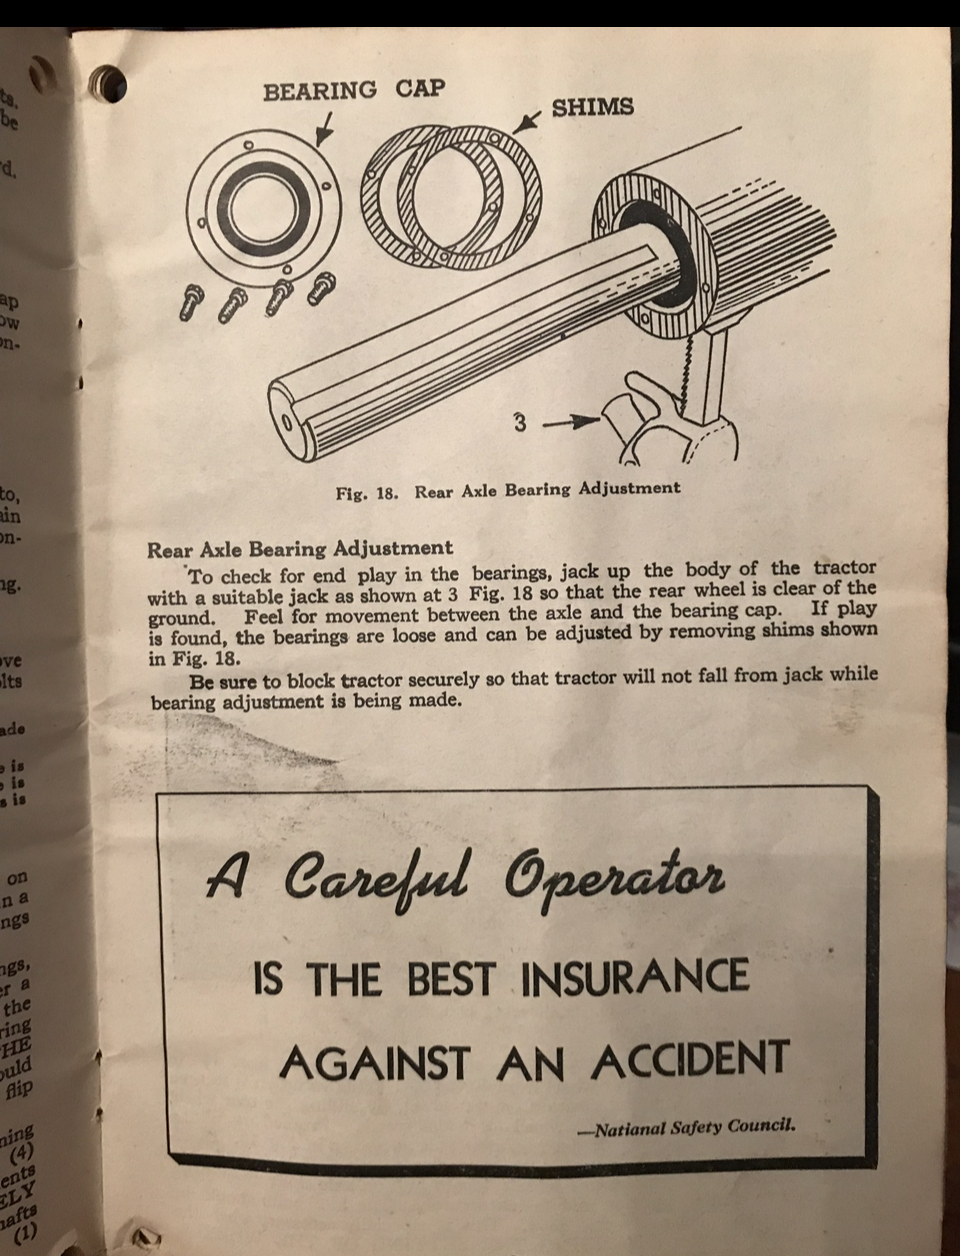 BEARING CAP
SHIMS
3
Fig. 18. Rear Axle Bearing Adjustment
Rear Axle Bearing Adjustment
To check for end play in the bearings, jack up the body of the tractor
with a suitable jack as shown at 3 Fig. 18 so that the rear wheel is clear of the
ground. Feel for movement between the axle and the bearing cap. If play
is found, the bearings are loose and can be adjusted by removing shims shown
in Fig. 18.
Be sure to block tractor securely so that tractor will not fall from jack while
bearing adjustment is being made.
A Careful Operator
IS THE BEST INSURANCE
AGAINST AN ACCIDENT
—Natianal Safety Council.